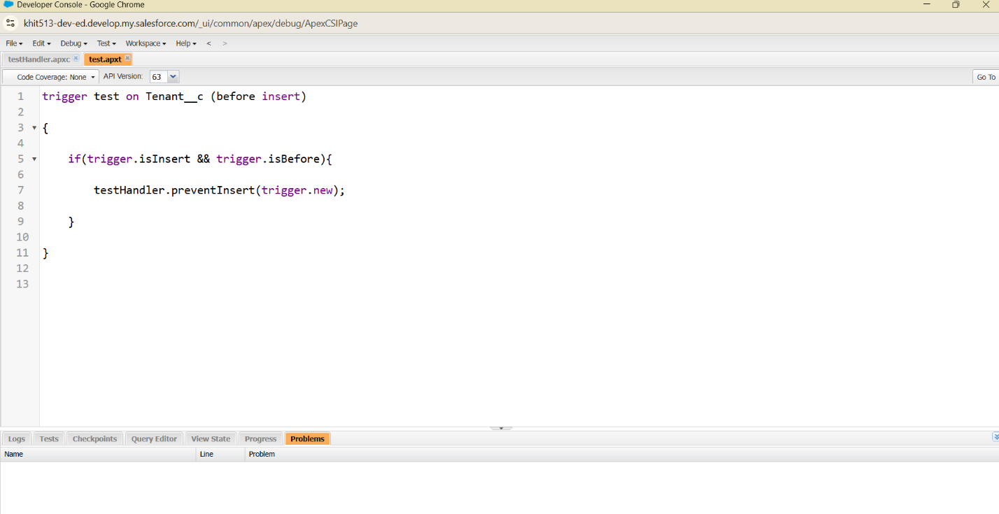 Developer Console - Google Chrome
khit513-dev-ed.develop.my.salesforce.com/_ui/common/apex/debug/ApexCSIPage
File Edit Debug Test Workspace Help < >
testHandler.apxc test.apxt
Code Coverage: None API Version: 63 Go To
1 trigger test on Tenant__c (before insert)
2
3 {
4
5 if(trigger.isInsert && trigger.isBefore){
6
7 testHandler.preventInsert(trigger.new);
8
9 }
10
11 }
12
13
Logs Tests Checkpoints Query Editor View State Progress Problems
Name Line Problem